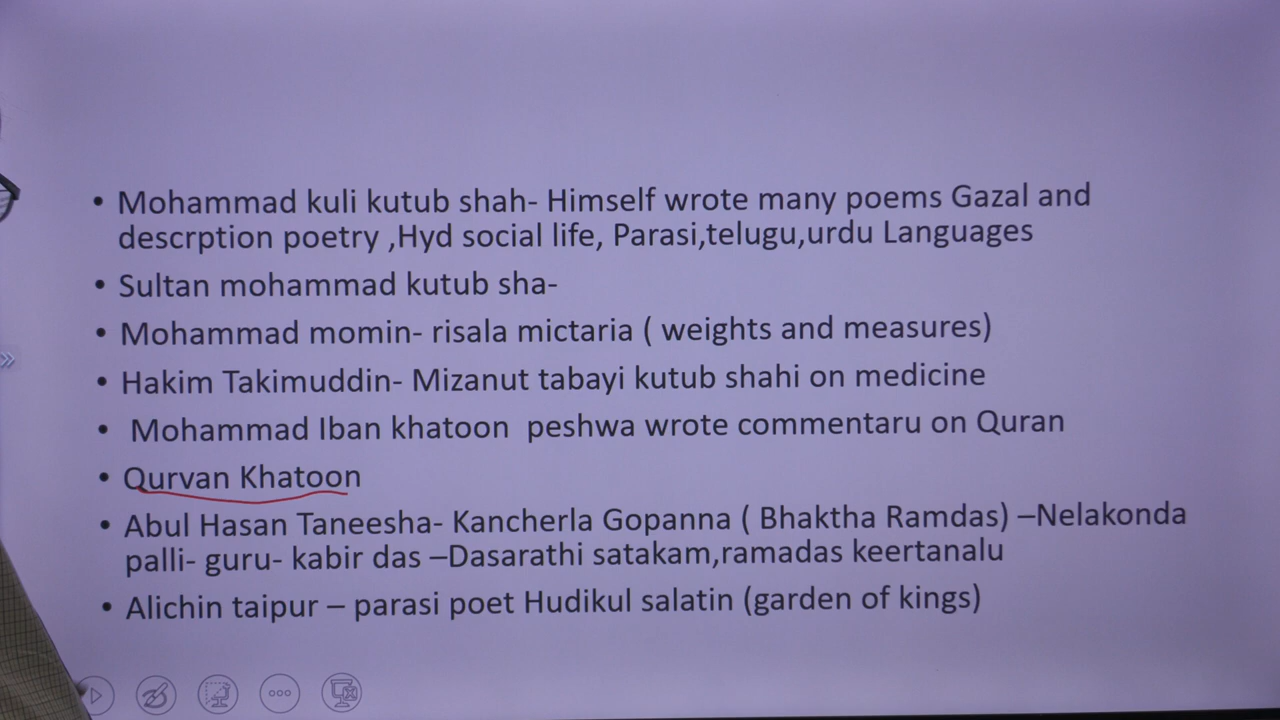 • Mohammad kuli kutub shah- Himself wrote many poems Gazal and
descrption poetry ,Hyd social life, Parasi,telugu,urdu Languages
• Sultan mohammad kutub sha-
• Mohammad momin- risala mictaria ( weights and measures)
• Hakim Takimuddin- Mizanut tabayi kutub shahi on medicine
• Mohammad Iban khatoon peshwa wrote commentaru on Quran
• Qurvan Khatoon
• Abul Hasan Taneesha- Kancherla Gopanna ( Bhaktha Ramdas) –Nelakonda
palli- guru- kabir das –Dasarathi satakam,ramadas keertanalu
• Alichin taipur – parasi poet Hudikul salatin (garden of kings)